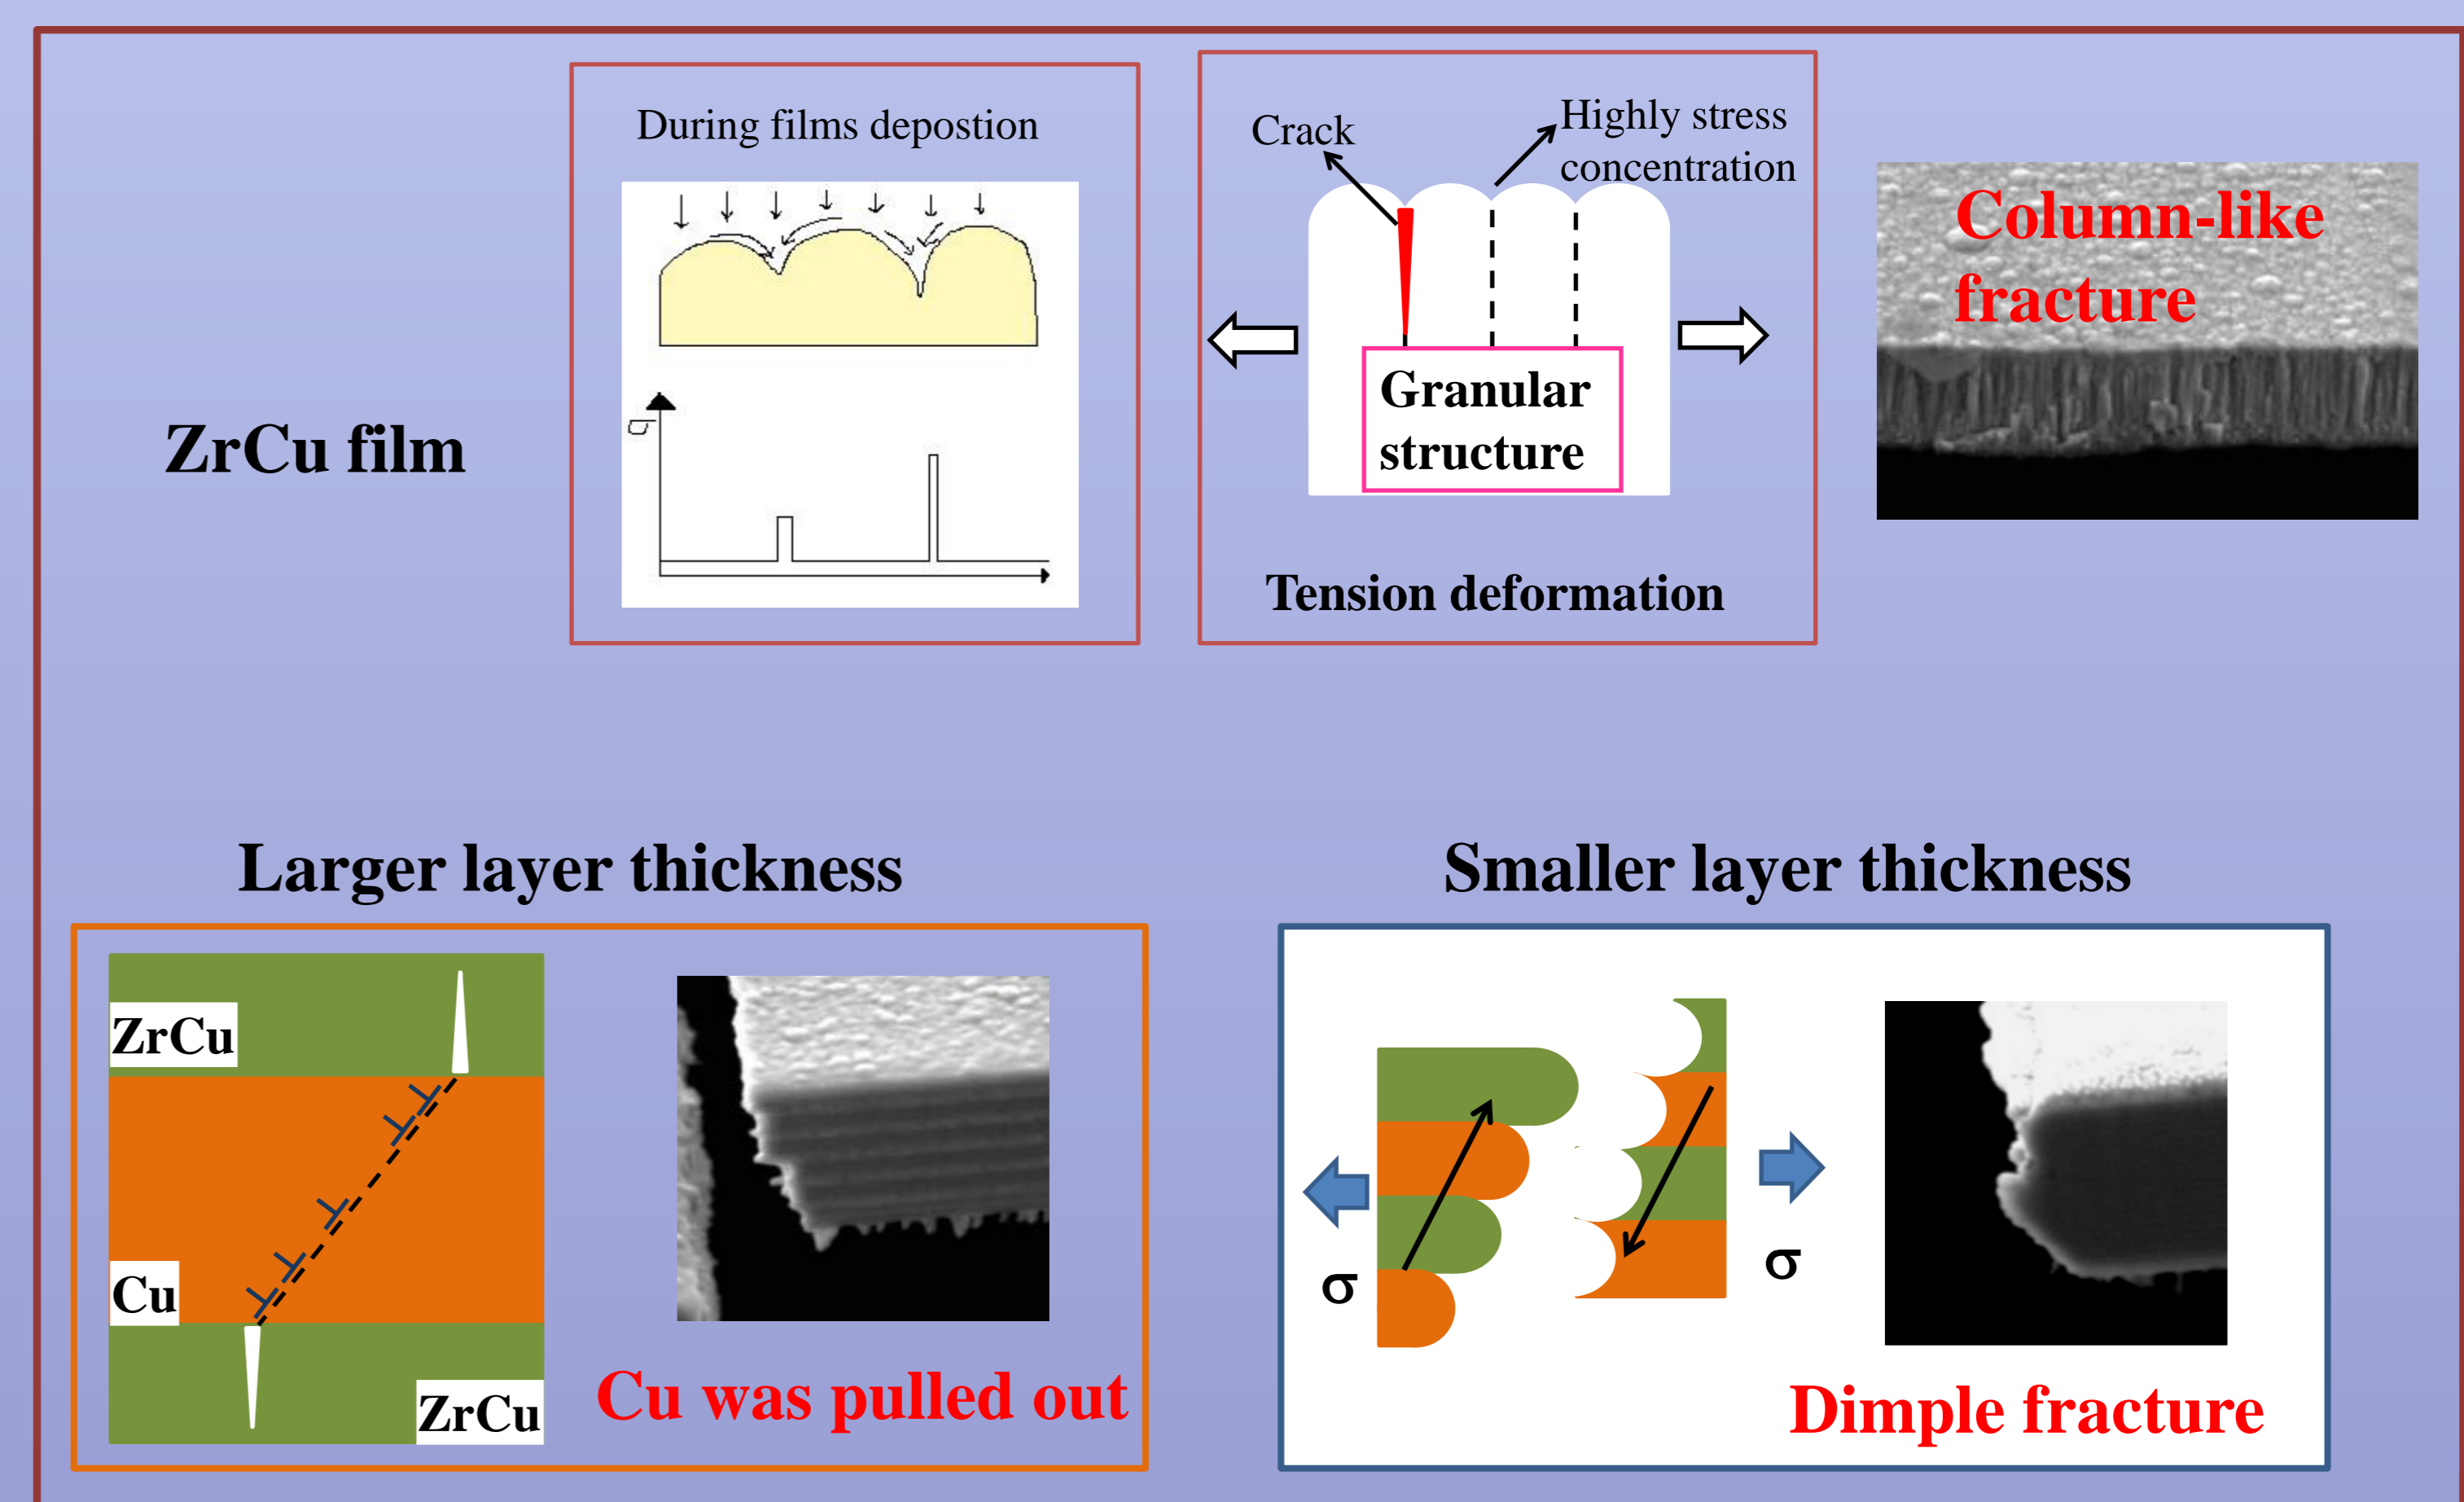 During films depostion
σ
Crack
Highly stress
concentration
Granular
structure
Tension deformation
Column-like
fracture
ZrCu film
Larger layer thickness
ZrCu
Cu
ZrCu
Cu was pulled out
Smaller layer thickness
σ
σ
Dimple fracture